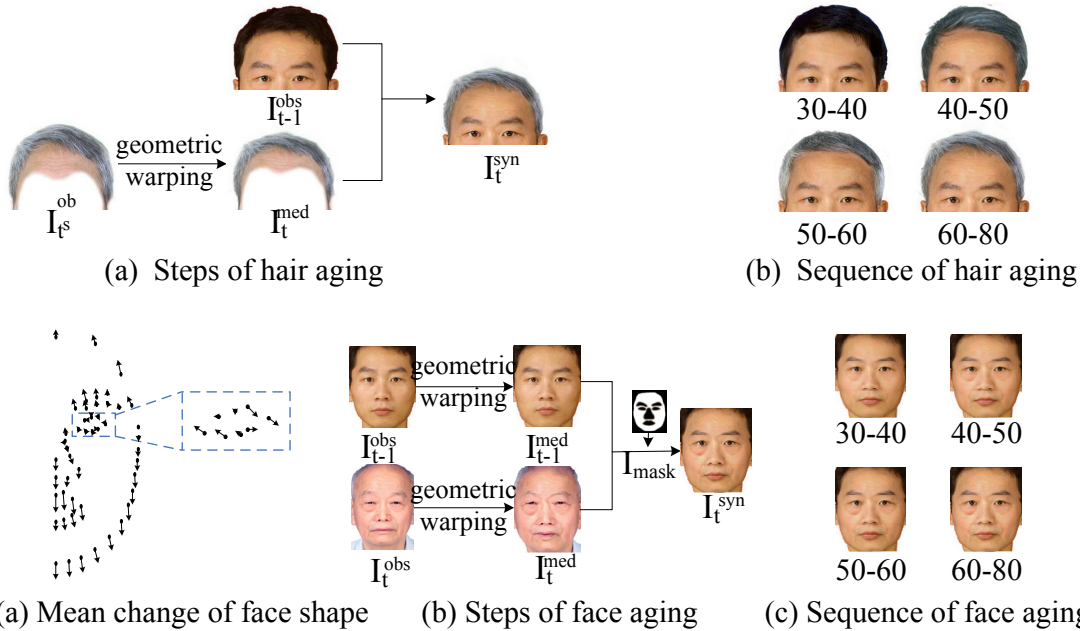 I_{t-1}^{obs}
geometric
warping
I_{t^s}^{ob}
I_t^{med}
I_t^{syn}
30-40
40-50
50-60
60-80
(a) Steps of hair aging
(b) Sequence of hair aging
geometric
warping
I_{t-1}^{obs}
I_{t-1}^{med}
geometric
warping
I_t^{obs}
I_t^{med}
I_{mask}
I_t^{syn}
30-40
40-50
50-60
60-80
(a) Mean change of face shape
(b) Steps of face aging
(c) Sequence of face aging